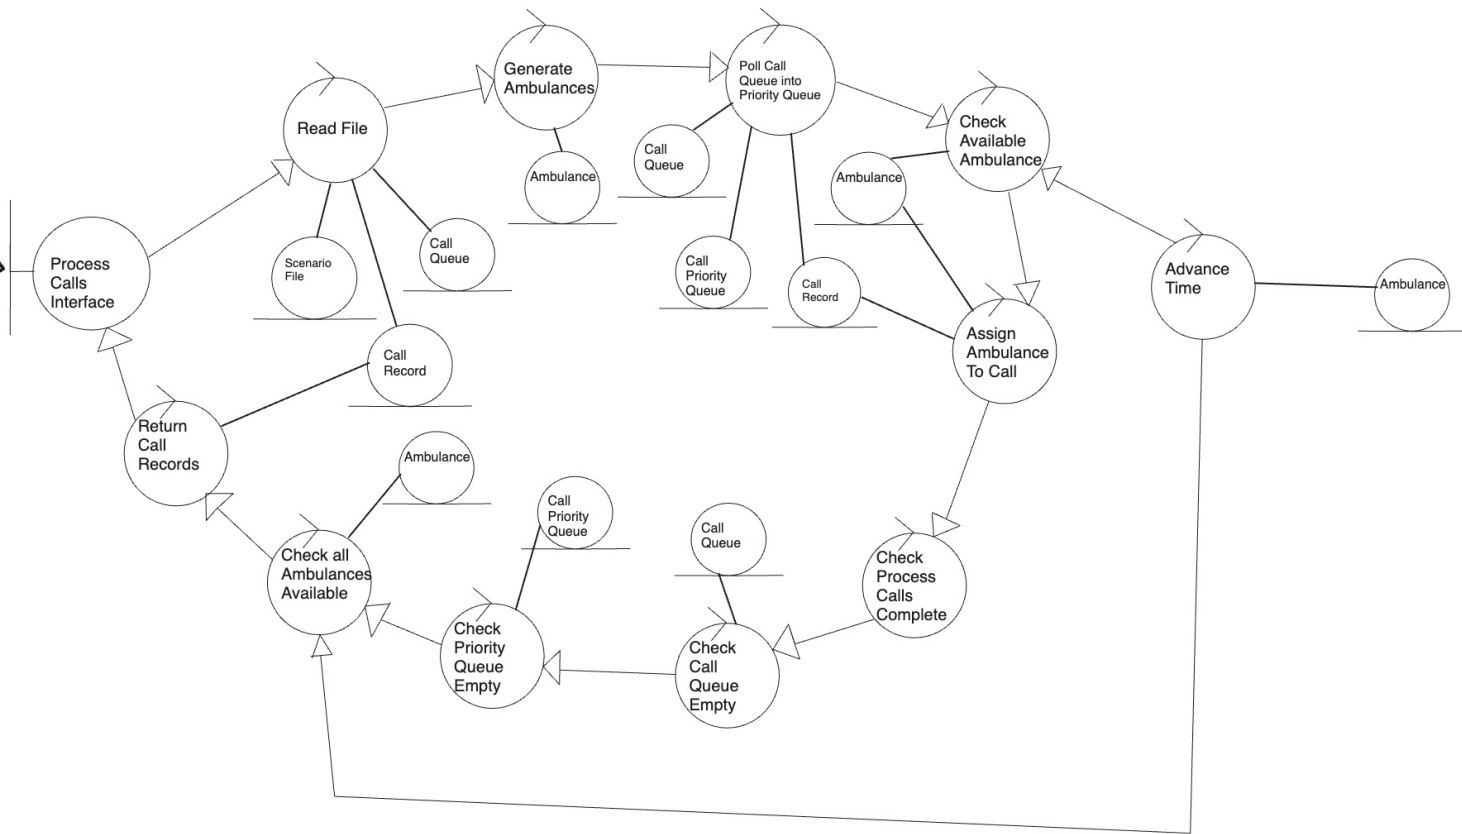 Generate
Ambulances
Poll Call
Queue into
Priority Queue
Read File
Check
Available
Ambulance
Call
Queue
Ambulance
Ambulance
Process
Calls
Interface
Scenario
File
Call
Queue
Call
Priority
Queue
Call
Record
Advance
Time
Ambulance
Assign
Ambulance
To Call
Call
Record
Return
Call
Records
Ambulance
Call
Priority
Queue
Call
Queue
Check all
Ambulances
Available
Check
Process
Calls
Complete
Check
Priority
Queue
Empty
Check
Call
Queue
Empty